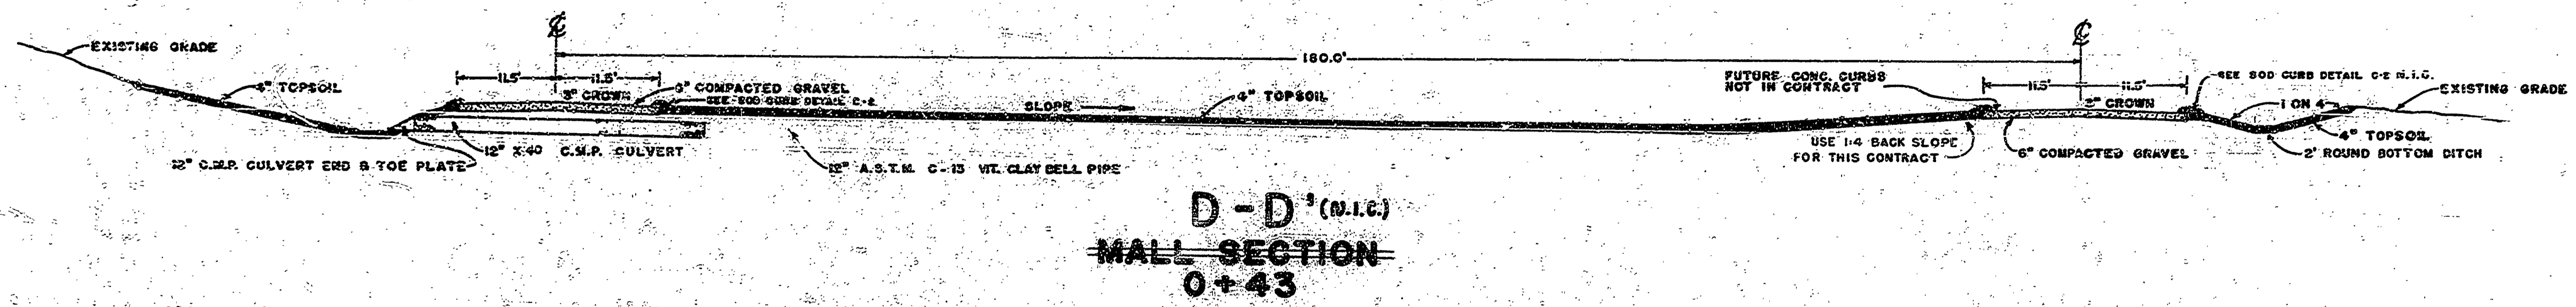 ℄
℄
EXISTING GRADE
180.0'
4" TOPSOIL
11.5'
11.5'
3" CROWN
6" COMPACTED GRAVEL
SEE SOD CURB DETAIL C-2
SLOPE
4" TOPSOIL
FUTURE CONC. CURBS
NOT IN CONTRACT
11.5'
11.5'
3" CROWN
SEE SOD CURB DETAIL C-2 N.I.C.
EXISTING GRADE
1 ON 4
4" TOPSOIL
2' ROUND BOTTOM DITCH
12" C.M.P. CULVERT END & TOE PLATE
12" X 40 C.M.P. CULVERT
12" A.S.T.M. C-13 VIT. CLAY BELL PIPE
USE 1:4 BACK SLOPE
FOR THIS CONTRACT
6" COMPACTED GRAVEL
D-D' (N.I.C.)
MALL SECTION
0+43